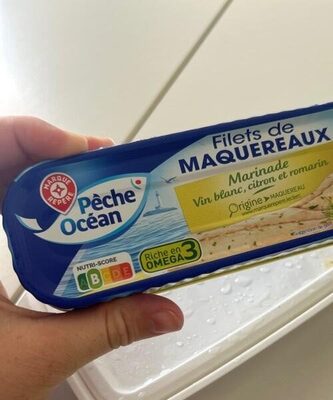 Filets de
MAQUEREAUX
Marinade
Vin blanc, citron et romarin
Origine MAQUEREAU
MARQUE
REPÈRE
Pêche
Océan
NUTRI-SCORE
A B C D E
Riche en
OMEGA 3